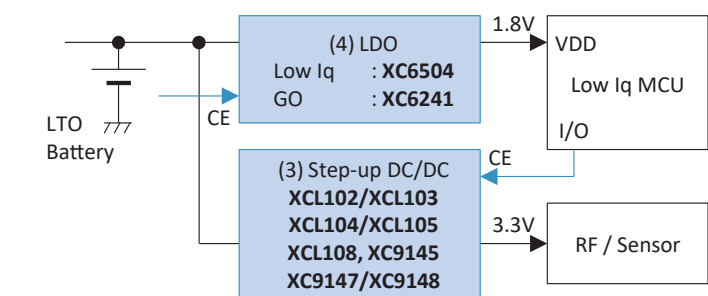 (4) LDO
Low Iq : XC6504
GO : XC6241
CE
LTO
Battery
1.8V
VDD
Low Iq MCU
I/O
CE
(3) Step-up DC/DC
XCL102/XCL103
XCL104/XCL105
XCL108, XC9145
XC9147/XC9148
3.3V
RF / Sensor